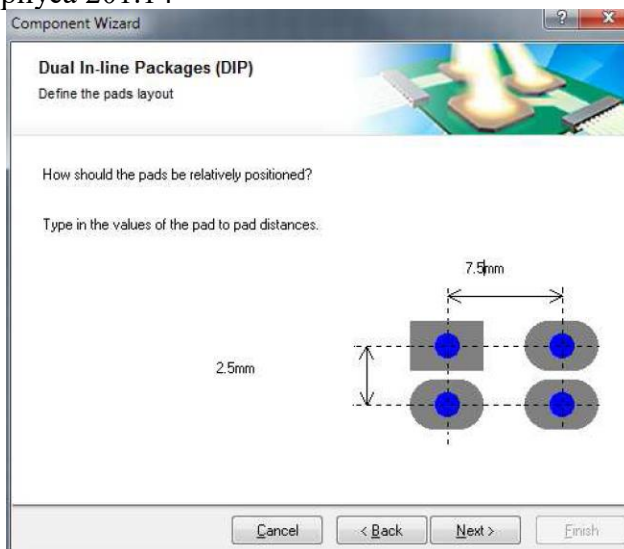 Component Wizard
Dual In-line Packages (DIP)
Define the pads layout
How should the pads be relatively positioned?
Type in the values of the pad to pad distances.
7.5mm
2.5mm
Cancel
< Back
Next >
Finish